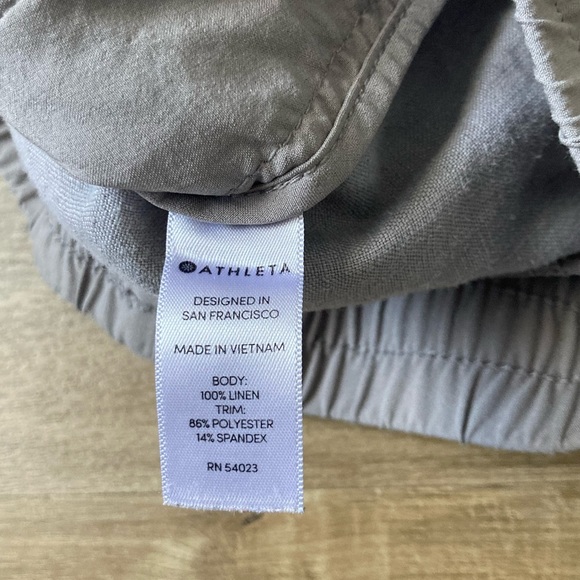 ATHLETA
DESIGNED IN
SAN FRANCISCO
MADE IN VIETNAM
BODY:
100% LINEN
TRIM:
86% POLYESTER
14% SPANDEX
RN 54023